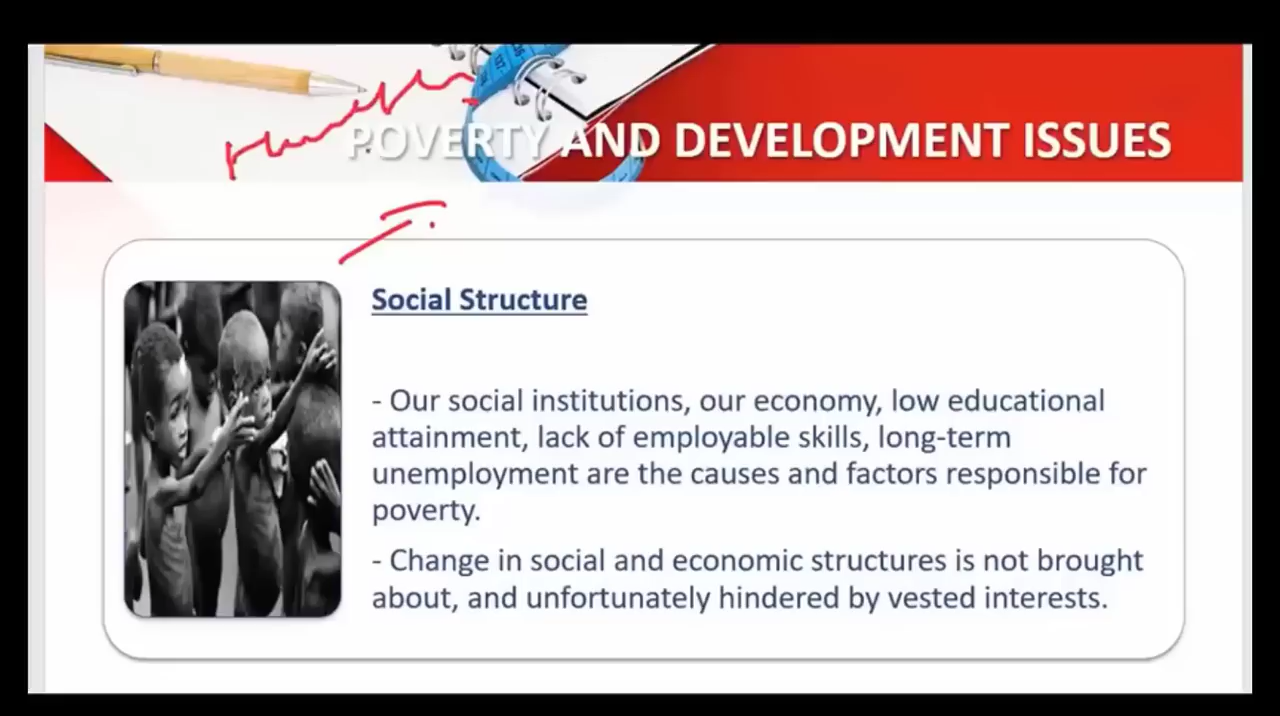 POVERTY AND DEVELOPMENT ISSUES
Social Structure
- Our social institutions, our economy, low educational
attainment, lack of employable skills, long-term
unemployment are the causes and factors responsible for
poverty.
- Change in social and economic structures is not brought
about, and unfortunately hindered by vested interests.